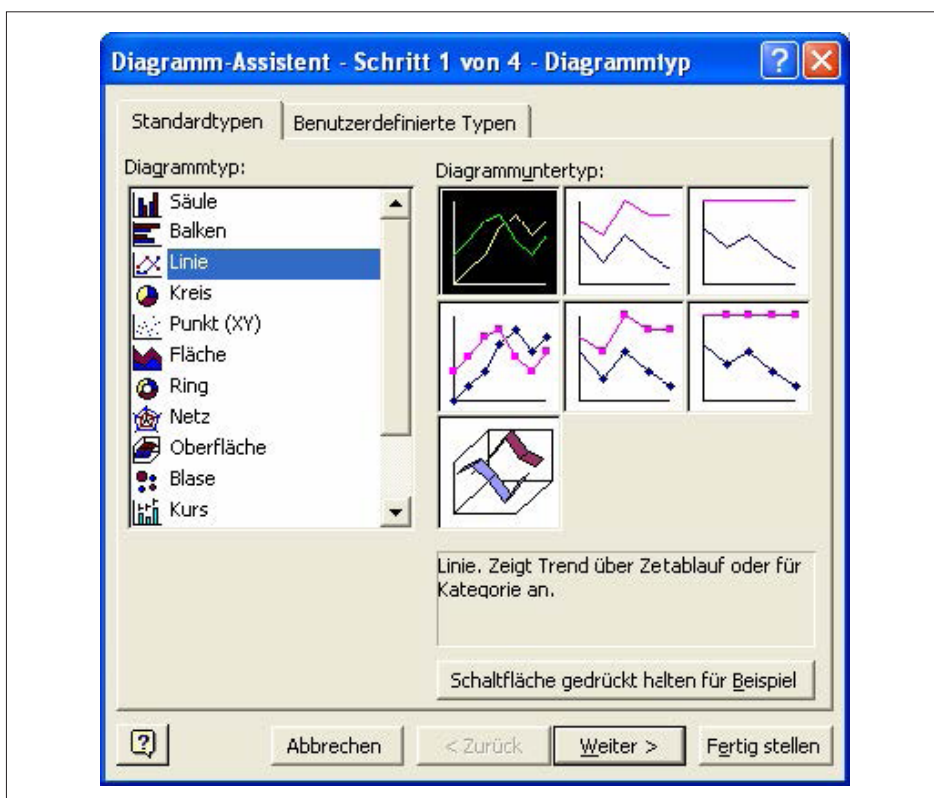 Diagramm-Assistent - Schritt 1 von 4 - Diagrammtyp
Standardtypen
Benutzerdefinierte Typen
Diagrammtyp:
Säule
Balken
Linie
Kreis
Punkt (XY)
Fläche
Ring
Netz
Oberfläche
Blase
Kurs
Diagrammuntertyp:
Linie. Zeigt Trend über Zetablauf oder für
Kategorie an.
Schaltfläche gedrückt halten für Beispiel
Abbrechen
< Zurück
Weiter >
Fertig stellen